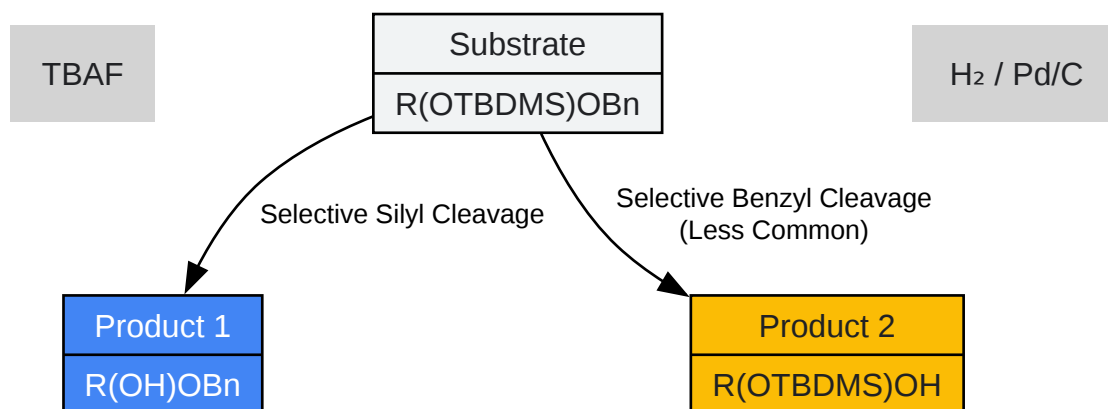 TBAF
Substrate
H₂ / Pd/C
R(OTBDMS)OBn
Selective Silyl Cleavage
Selective Benzyl Cleavage
(Less Common)
Product 1
R(OH)OBn
Product 2
R(OTBDMS)OH